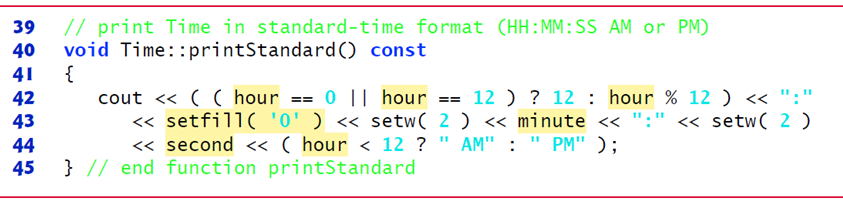 39 // print Time in standard-time format (HH:MM:SS AM or PM)
40 void Time::printStandard() const
41 {
42 cout << ( ( hour == 0 || hour == 12 ) ? 12 : hour % 12 ) << ":"
43 << setfill( '0' ) << setw( 2 ) << minute << ":" << setw( 2 )
44 << second << ( hour < 12 ? " AM" : " PM" );
45 } // end function printStandard